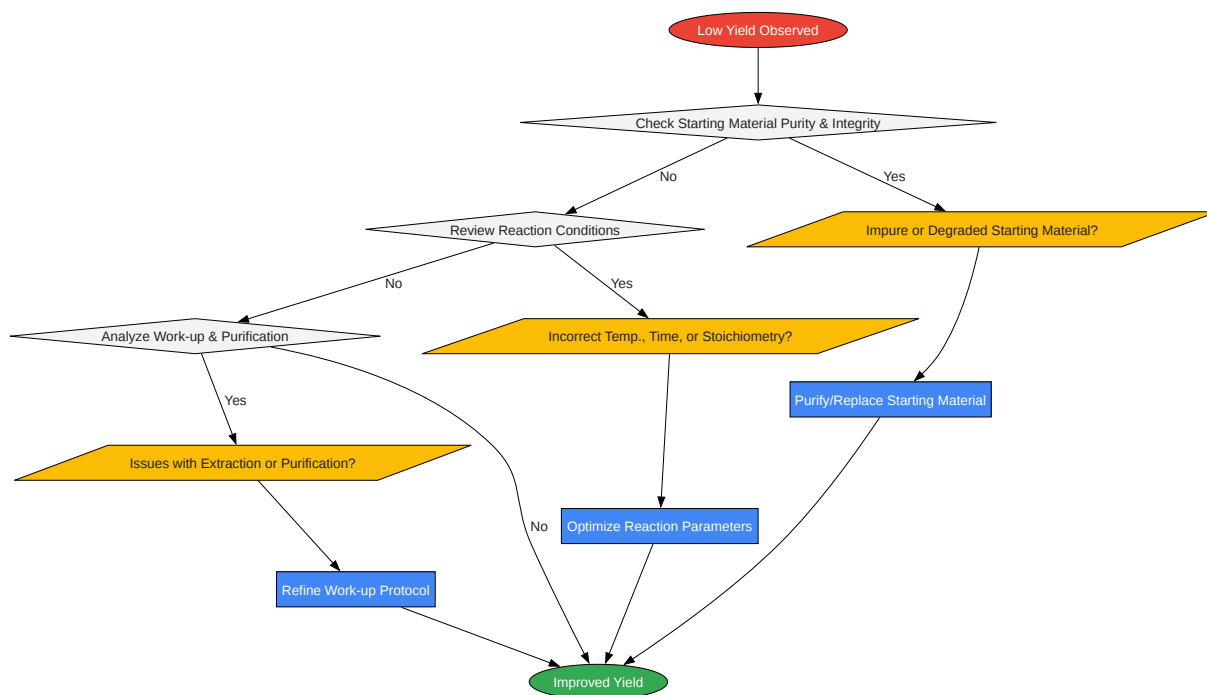 Low Yield Observed
Check Starting Material Purity & Integrity
No
Yes
Review Reaction Conditions
Impure or Degraded Starting Material?
No
Yes
Analyze Work-up & Purification
Incorrect Temp., Time, or Stoichiometry?
Purify/Replace Starting Material
Yes
Issues with Extraction or Purification?
No
Optimize Reaction Parameters
Refine Work-up Protocol
Improved Yield